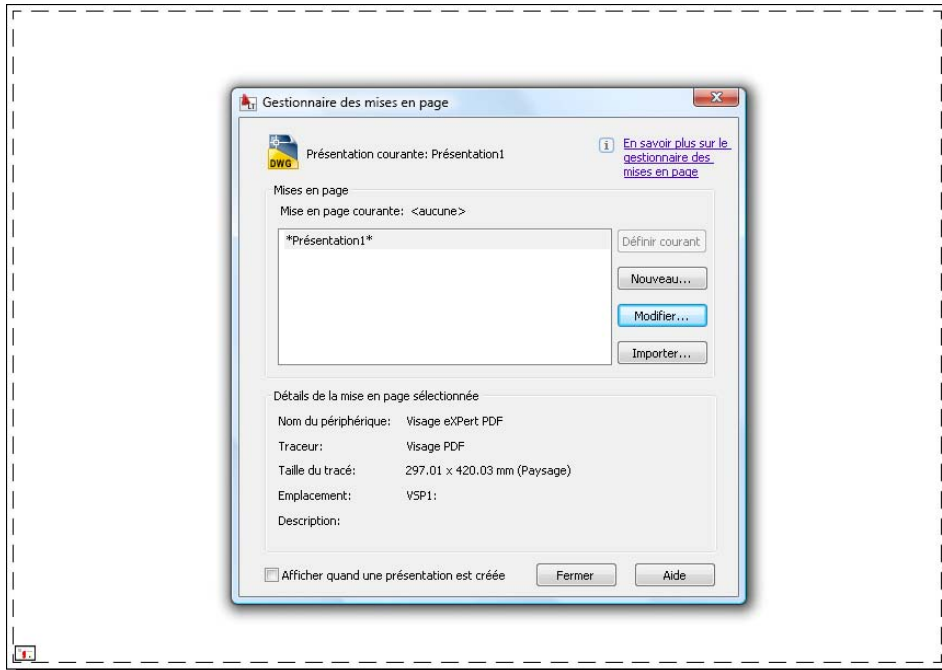 Gestionnaire des mises en page
DWG
Présentation courante: Présentation1
En savoir plus sur le
gestionnaire des
mises en page
Mises en page
Mise en page courante: <aucune>
*Présentation1*
Définir courant
Nouveau...
Modifier...
Importer...
Détails de la mise en page sélectionnée
Nom du périphérique: Visage eXPert PDF
Traceur: Visage PDF
Taille du tracé: 297.01 x 420.03 mm (Paysage)
Emplacement: VSP1:
Description:
Afficher quand une présentation est créée
Fermer
Aide